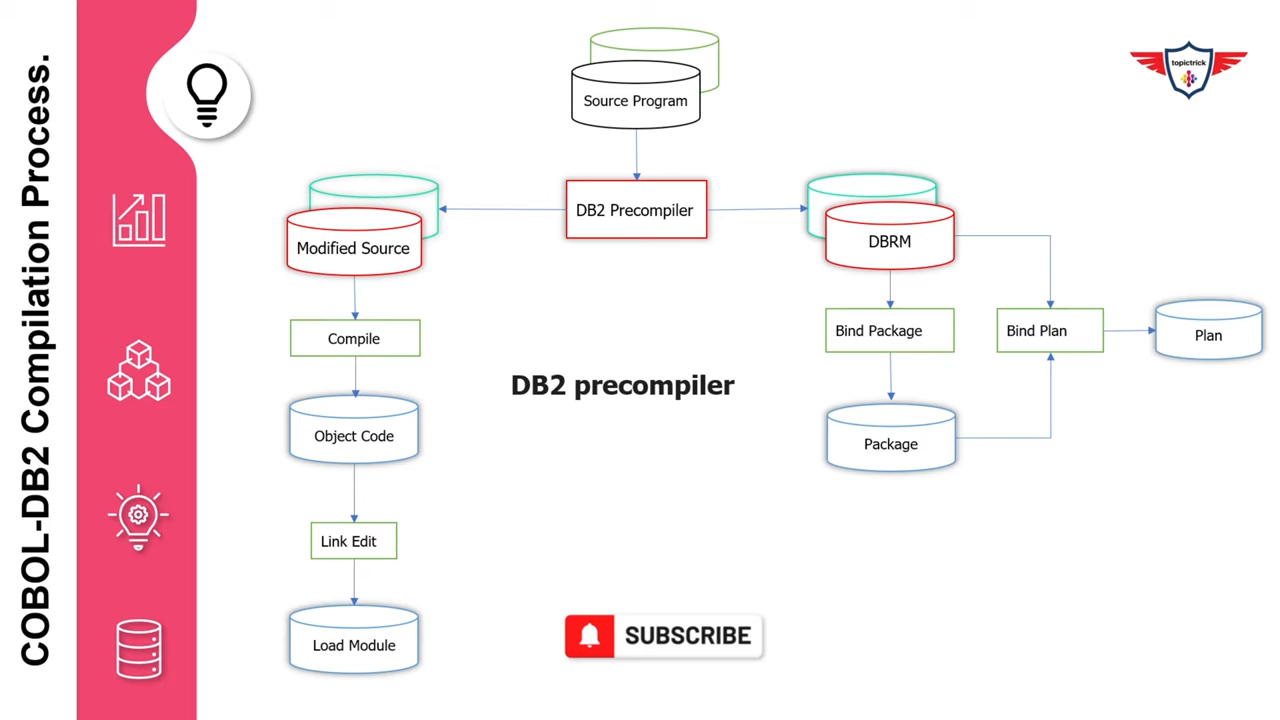 COBOL-DB2 Compilation Process.
topictrick
Source Program
DB2 Precompiler
Modified Source
DBRM
Compile
Bind Package
Bind Plan
Plan
DB2 precompiler
Object Code
Package
Link Edit
Load Module
SUBSCRIBE